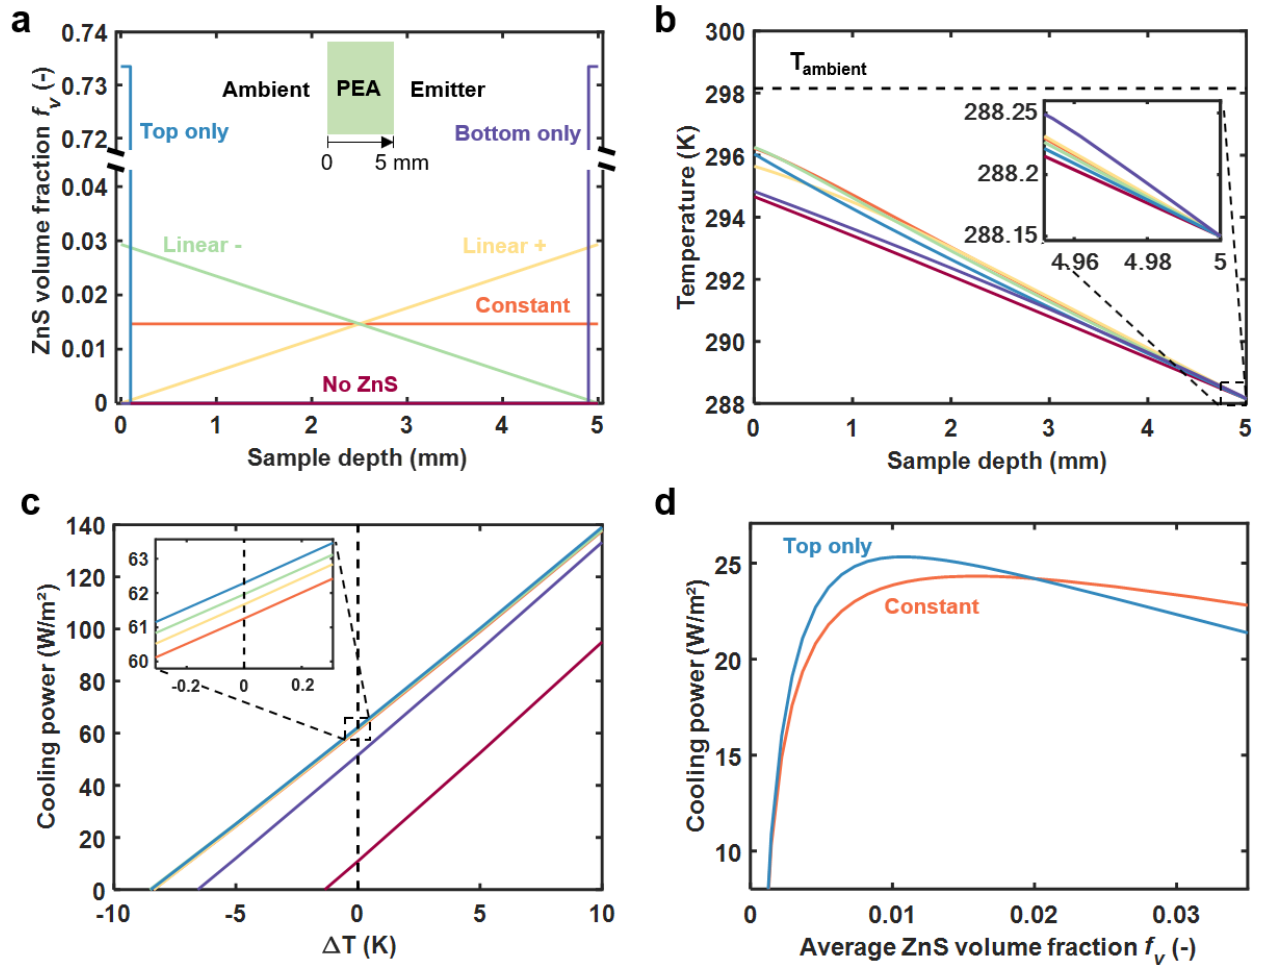 a
0.74
0.73
0.72
0.04
0.03
0.02
0.01
0
ZnS volume fraction fv (-)
Ambient
PEA
Emitter
0
5 mm
Top only
Bottom only
Linear -
Linear +
Constant
No ZnS
0 1 2 3 4 5
Sample depth (mm)
b
300
298
296
294
292
290
288
Temperature (K)
Tambient
288.25
288.2
288.15
4.96 4.98 5
0 1 2 3 4 5
Sample depth (mm)
c
140
120
100
80
60
40
20
0
Cooling power (W/m²)
63
62
61
60
-0.2 0 0.2
-10 -5 0 5 10
ΔT (K)
d
25
20
15
10
Cooling power (W/m²)
Top only
Constant
0 0.01 0.02 0.03
Average ZnS volume fraction fv (-)